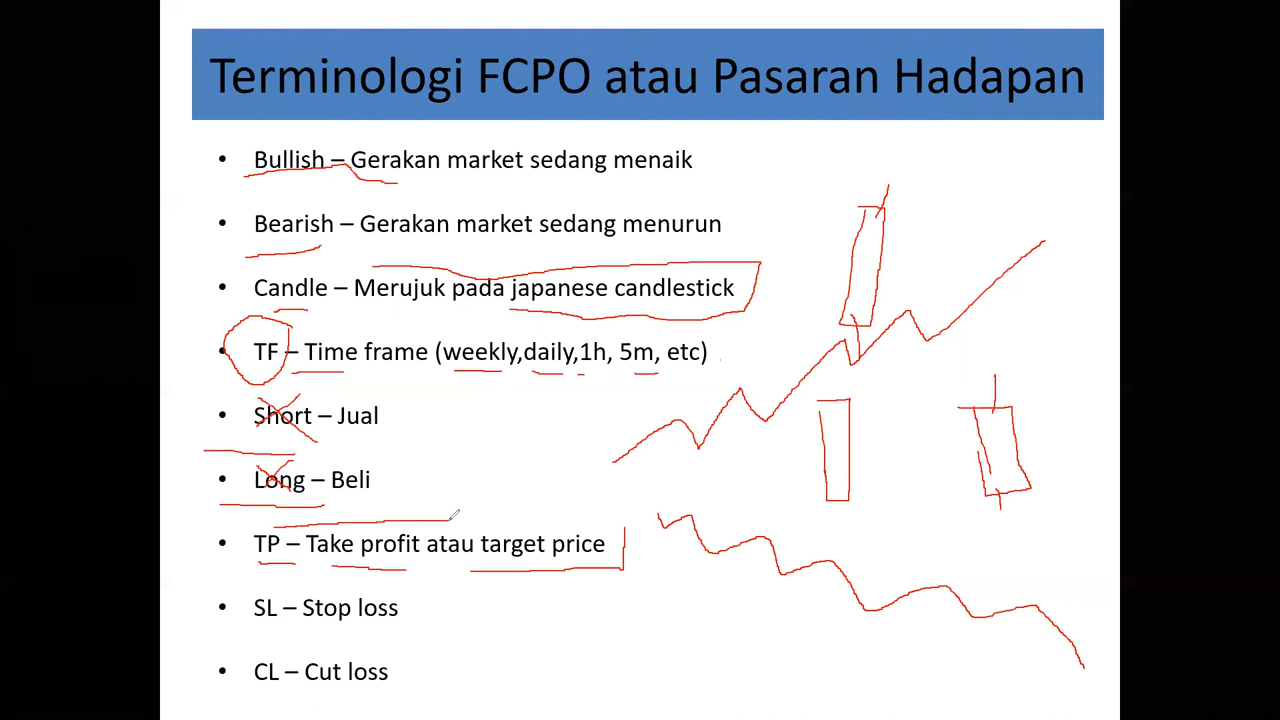 Terminologi FCPO atau Pasaran Hadapan
• Bullish – Gerakan market sedang menaik
• Bearish – Gerakan market sedang menurun
• Candle – Merujuk pada japanese candlestick
• TF – Time frame (weekly,daily,1h, 5m, etc)
• Short – Jual
• Long – Beli
• TP – Take profit atau target price
• SL – Stop loss
• CL – Cut loss